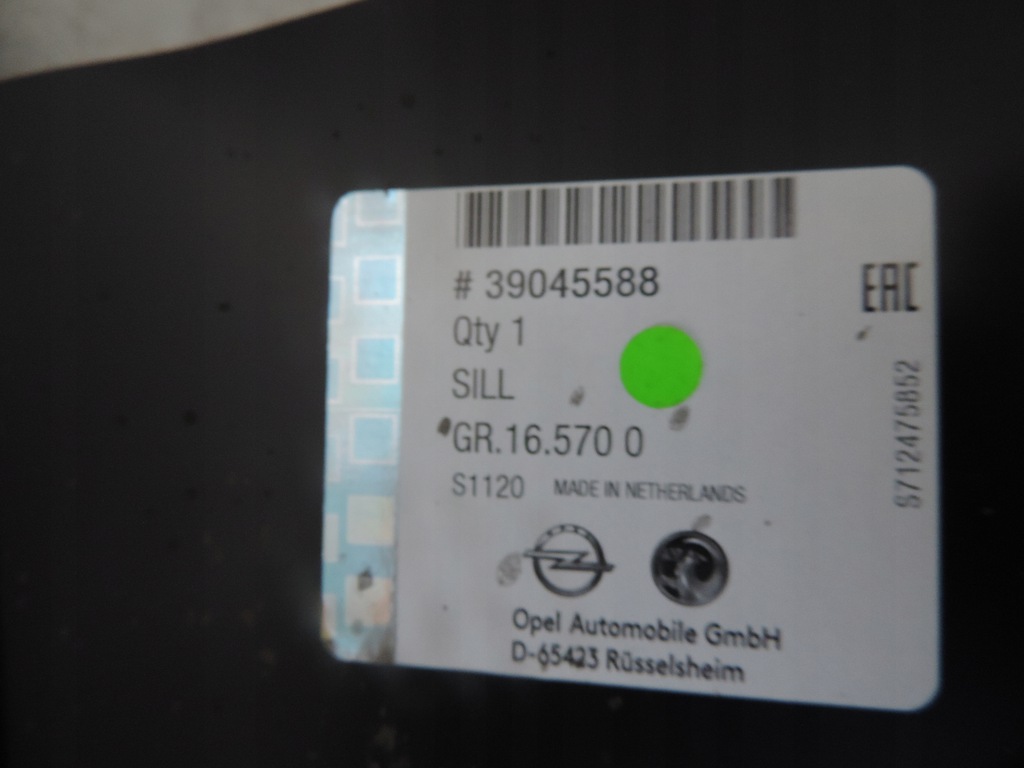 # 39045588
Qty 1
SILL
GR.16.570 0
S1120 MADE IN NETHERLANDS
Opel Automobile GmbH
D-65423 Rüsselsheim
EAC
S712475852